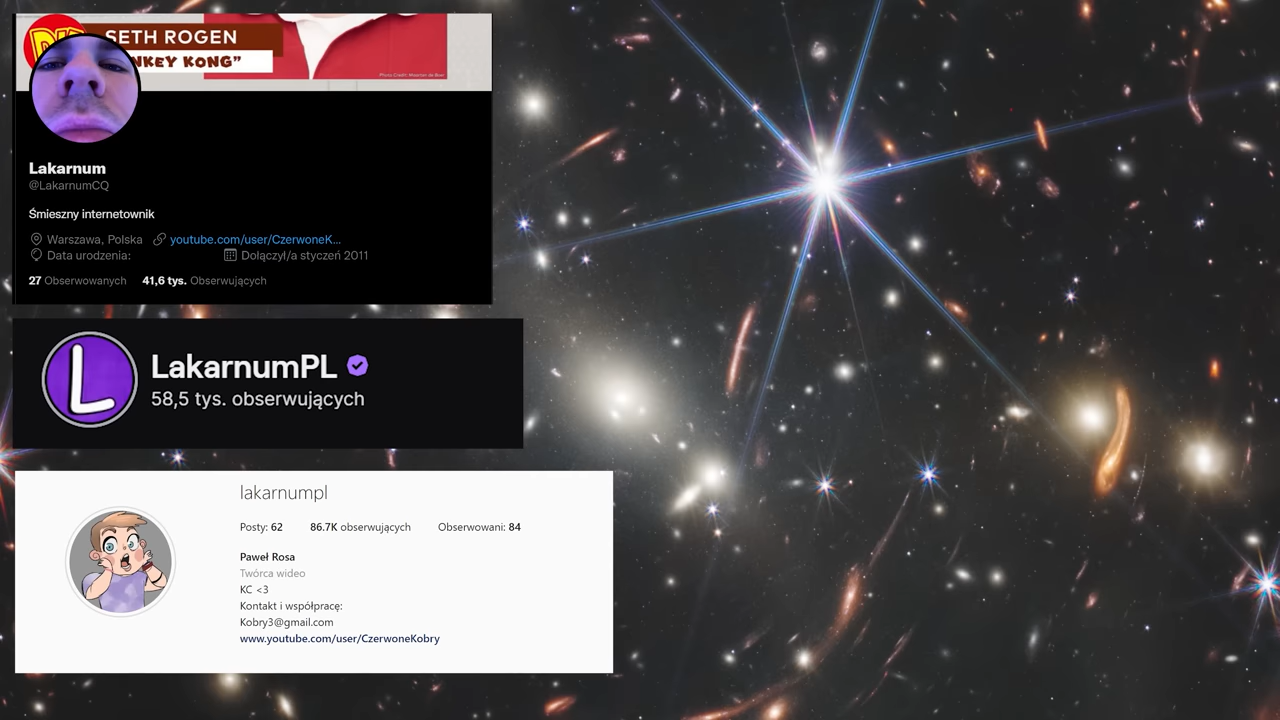 SETH ROGEN
NKEY KONG”
Lakarnum
@LakarnumCQ
Śmieszny internetownik
Warszawa, Polska youtube.com/user/CzerwoneK...
Data urodzenia: Dołączył/a styczeń 2011
27 Obserwowanych 41,6 tys. Obserwujących
L
LakarnumPL
58,5 tys. obserwujących
lakarnumpl
Posty: 62 86.7K obserwujących Obserwowani: 84
Paweł Rosa
Twórca wideo
KC <3
Kontakt i współpracę:
Kobry3@gmail.com
www.youtube.com/user/CzerwoneKobry